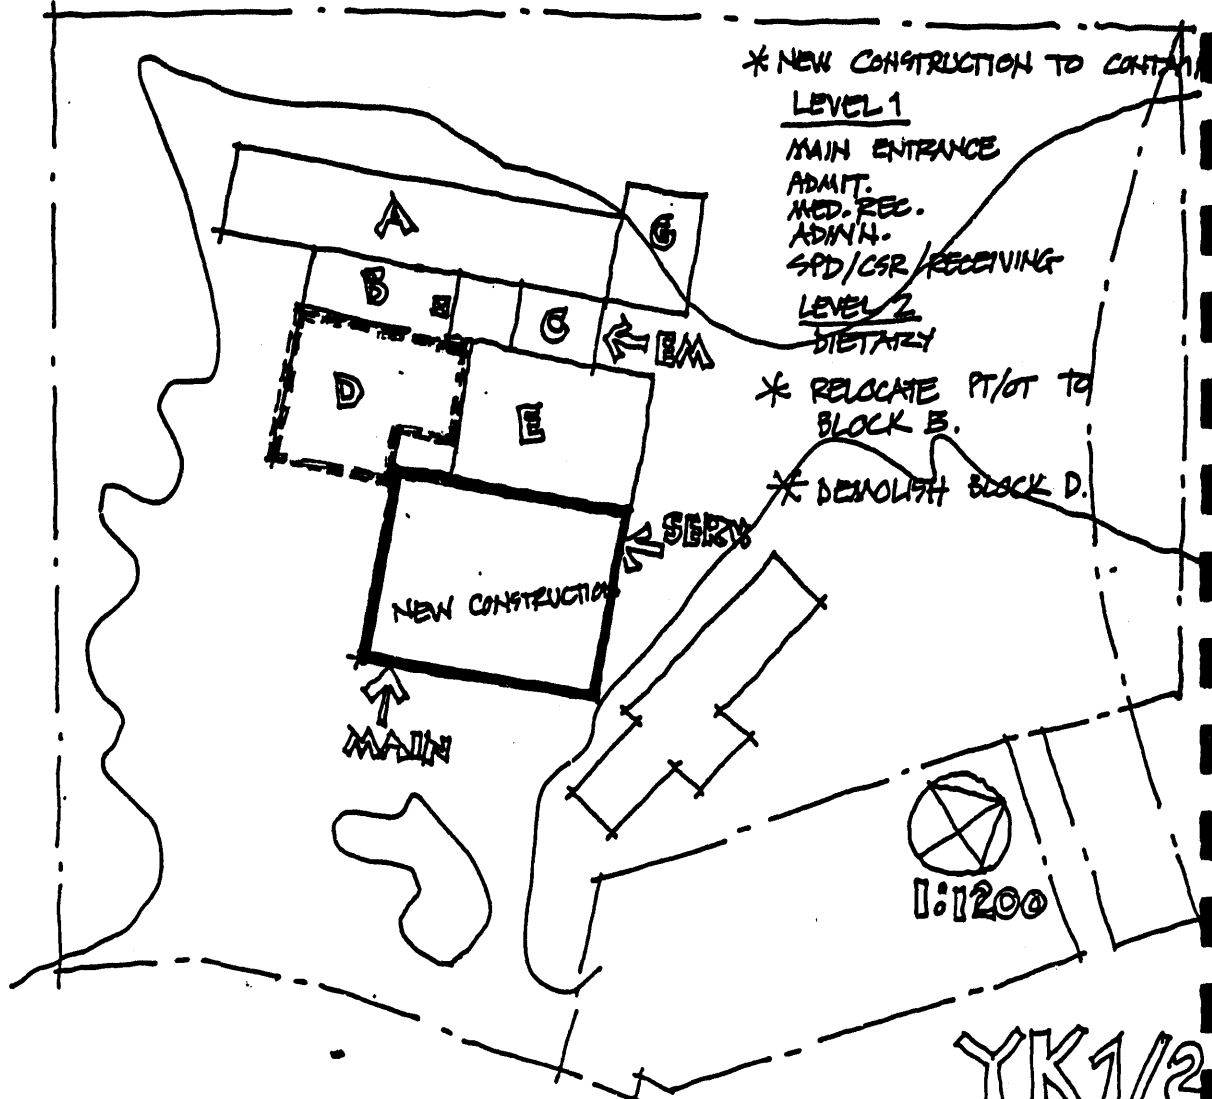 * NEW CONSTRUCTION TO CONTAIN
LEVEL 1
MAIN ENTRANCE
ADMIT.
MED. REC.
ADMIN.
SPD/CSR/RECEIVING
LEVEL 2
DIETARY
* RELOCATE PT/OT TO
BLOCK B.
* DEMOLISH BLOCK D.
A
G
B
C
EM
D
E
SERV
NEW CONSTRUCTION
MAIN
1:1200
YK1/2